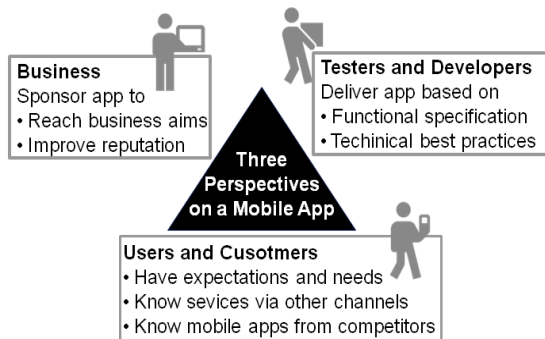 Business
Sponsor app to
• Reach business aims
• Improve reputation
Testers and Developers
Deliver app based on
• Functional specification
• Techinical best practices
Three
Perspectives
on a Mobile App
Users and Cusotmers
• Have expectations and needs
• Know sevices via other channels
• Know mobile apps from competitors